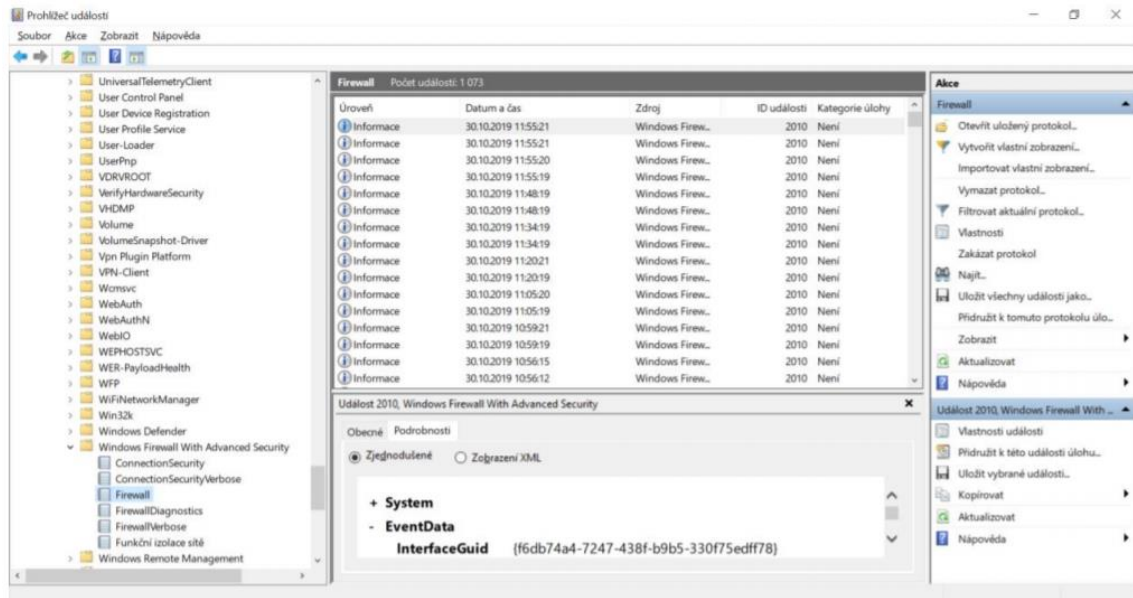 Prohlížeč událostí
Soubor Akce Zobrazit Nápověda
UniversalTelemetryClient
User Control Panel
User Device Registration
User Profile Service
User-Loader
UserPnp
VDRVROOT
VerifyHardwareSecurity
VHDMP
Volume
VolumeSnapshot-Driver
Vpn Plugin Platform
VPN-Client
Wcmsvc
WebAuth
WebAuthN
WebIO
WEPHOSTSVC
WER-PayloadHealth
WFP
WiFiNetworkManager
Win32k
Windows Defender
Windows Firewall With Advanced Security
ConnectionSecurity
ConnectionSecurityVerbose
Firewall
FirewallDiagnostics
FirewallVerbose
Funkční izolace sítě
Windows Remote Management
Firewall Počet událostí: 1 073
Úroveň Datum a čas Zdroj ID události Kategorie úlohy
Informace 30.10.2019 11:55:21 Windows Firew... 2010 Není
Informace 30.10.2019 11:55:21 Windows Firew... 2010 Není
Informace 30.10.2019 11:55:20 Windows Firew... 2010 Není
Informace 30.10.2019 11:55:19 Windows Firew... 2010 Není
Informace 30.10.2019 11:48:19 Windows Firew... 2010 Není
Informace 30.10.2019 11:48:19 Windows Firew... 2010 Není
Informace 30.10.2019 11:34:19 Windows Firew... 2010 Není
Informace 30.10.2019 11:34:19 Windows Firew... 2010 Není
Informace 30.10.2019 11:20:21 Windows Firew... 2010 Není
Informace 30.10.2019 11:20:19 Windows Firew... 2010 Není
Informace 30.10.2019 11:05:20 Windows Firew... 2010 Není
Informace 30.10.2019 11:05:19 Windows Firew... 2010 Není
Informace 30.10.2019 10:59:21 Windows Firew... 2010 Není
Informace 30.10.2019 10:59:19 Windows Firew... 2010 Není
Informace 30.10.2019 10:56:15 Windows Firew... 2010 Není
Informace 30.10.2019 10:56:12 Windows Firew... 2010 Není
Událost 2010, Windows Firewall With Advanced Security
Obecné Podrobnosti
Zjednodušené Zobrazení XML
+ System
- EventData
InterfaceGuid {f6db74a4-7247-438f-b9b5-330f75edff78}
Akce
Firewall
Otevřít uložený protokol...
Vytvořit vlastní zobrazení...
Importovat vlastní zobrazení...
Vymazat protokol...
Filtrovat aktuální protokol...
Vlastnosti
Zakázat protokol
Najít...
Uložit všechny události jako...
Přidružit k tomuto protokolu úlo...
Zobrazit
Aktualizovat
Nápověda
Událost 2010, Windows Firewall With ...
Vlastnosti události
Přidružit k této události úlohu...
Uložit vybrané události...
Kopírovat
Aktualizovat
Nápověda